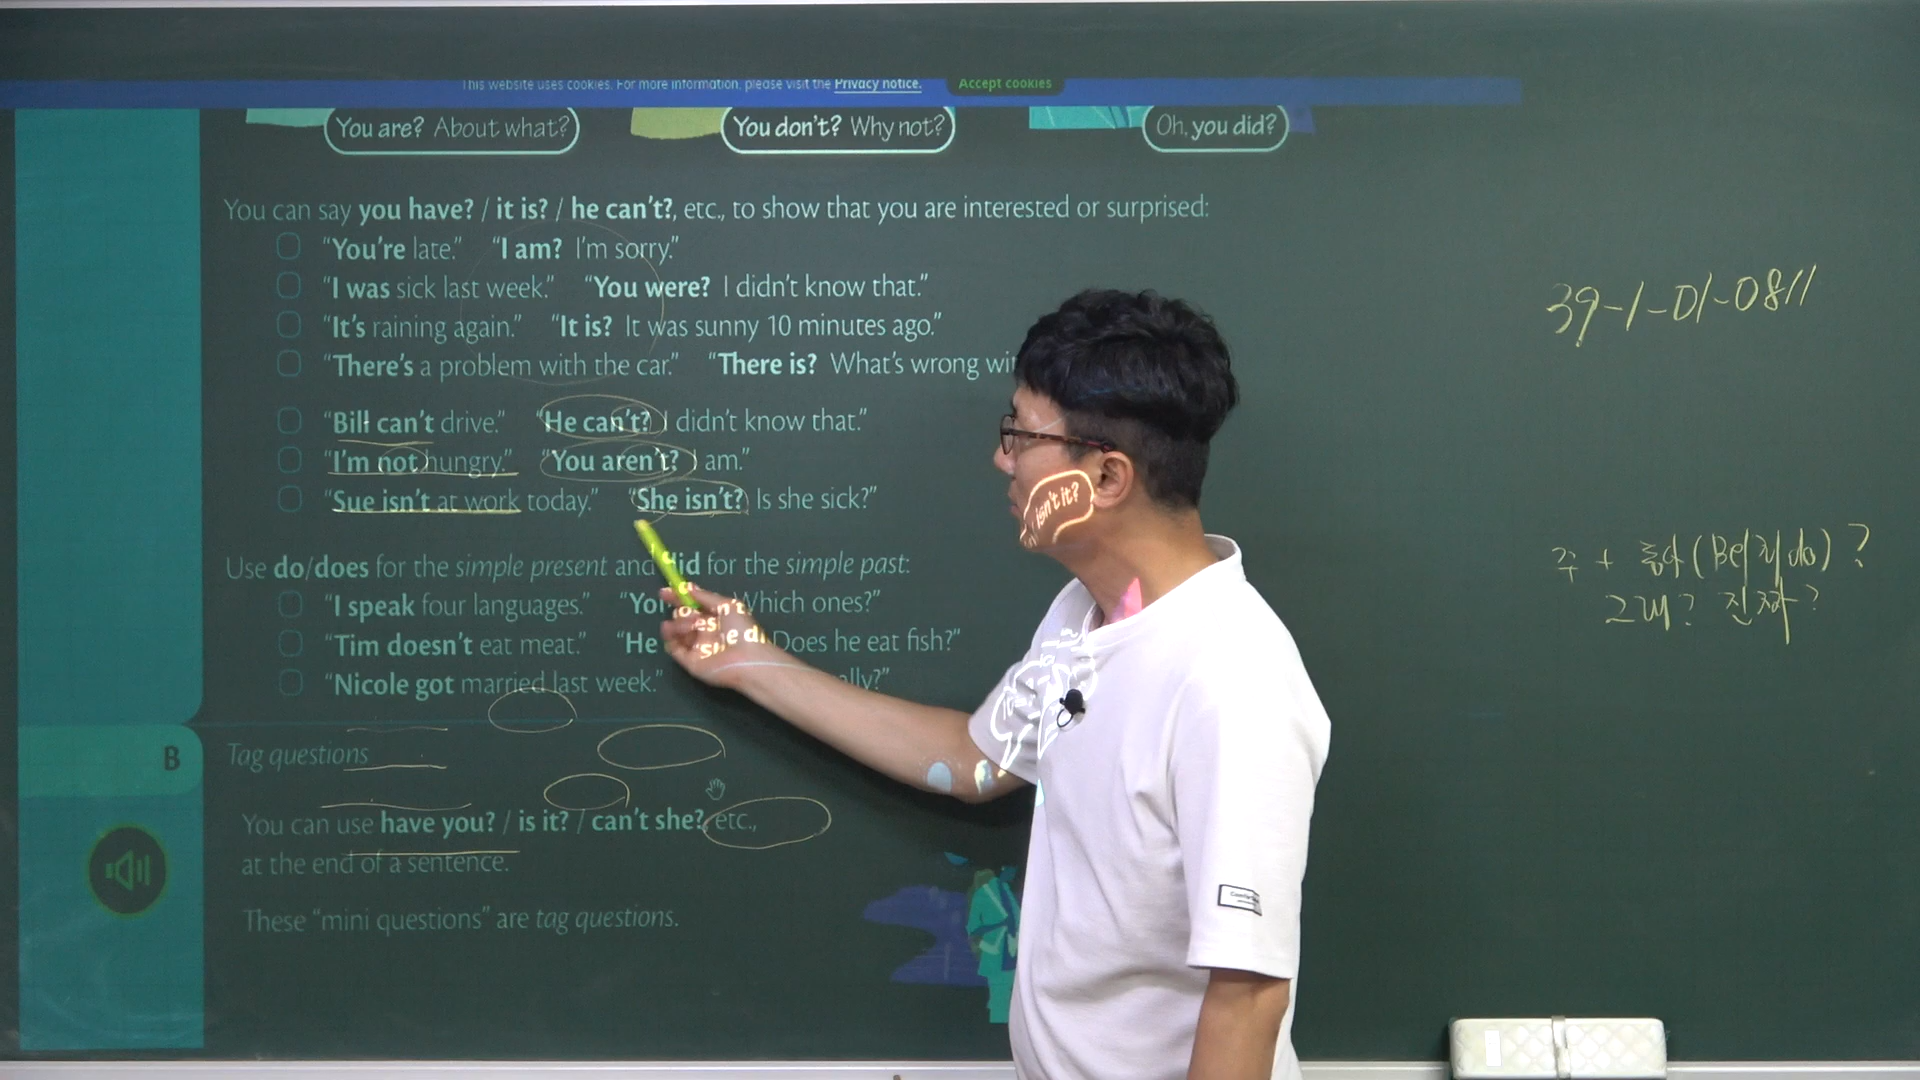 This website uses cookies. For more information, please visit the Privacy notice. Accept cookies
You are? About what?
You don't? Why not?
Oh, you did?
You can say you have? / it is? / he can't?, etc., to show that you are interested or surprised:
"You're late." "I am? I'm sorry."
"I was sick last week." "You were? I didn't know that."
"It's raining again." "It is? It was sunny 10 minutes ago."
"There's a problem with the car." "There is? What's wrong
"Bill can't drive." "He can't? I didn't know that."
"I'm not hungry." "You aren't? I am."
"Sue isn't at work today." "She isn't? Is she sick?"
Use do/does for the simple present and did for the simple past:
"I speak four languages." Which ones?"
"Tim doesn't eat meat." "He Does he eat fish?"
"Nicole got married last week."
B
Tag questions
You can use have you? / is it? / can't she?, etc.,
at the end of a sentence.
These "mini questions" are tag questions.
isn't it?
39-1-01-0811
주 + 동사 (Be/조/do) ?
그래? 진짜?